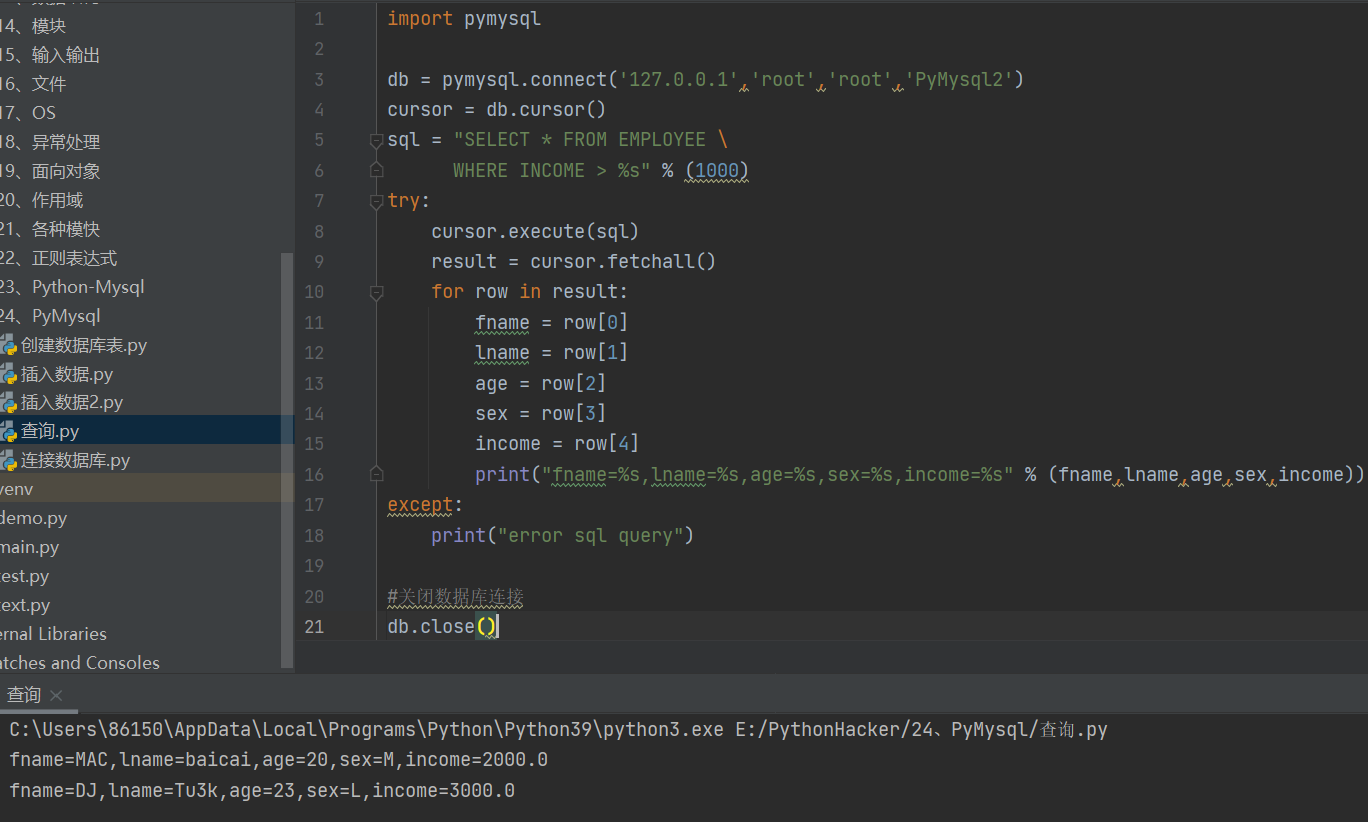 14、模块
15、输入输出
16、文件
17、OS
18、异常处理
19、面向对象
20、作用域
21、各种模快
22、正则表达式
23、Python-Mysql
24、PyMysql
创建数据库表.py
插入数据.py
插入数据2.py
查询.py
连接数据库.py
venv
demo.py
main.py
test.py
text.py
ernal Libraries
atches and Consoles
1 import pymysql
2
3 db = pymysql.connect('127.0.0.1','root','root','PyMysql2')
4 cursor = db.cursor()
5 sql = "SELECT * FROM EMPLOYEE \
6 WHERE INCOME > %s" % (1000)
7 try:
8 cursor.execute(sql)
9 result = cursor.fetchall()
10 for row in result:
11 fname = row[0]
12 lname = row[1]
13 age = row[2]
14 sex = row[3]
15 income = row[4]
16 print("fname=%s,lname=%s,age=%s,sex=%s,income=%s" % (fname,lname,age,sex,income))
17 except:
18 print("error sql query")
19
20 #关闭数据库连接
21 db.close()
查询
C:\Users\86150\AppData\Local\Programs\Python\Python39\python3.exe E:/PythonHacker/24、PyMysql/查询.py
fname=MAC,lname=baicai,age=20,sex=M,income=2000.0
fname=DJ,lname=Tu3k,age=23,sex=L,income=3000.0